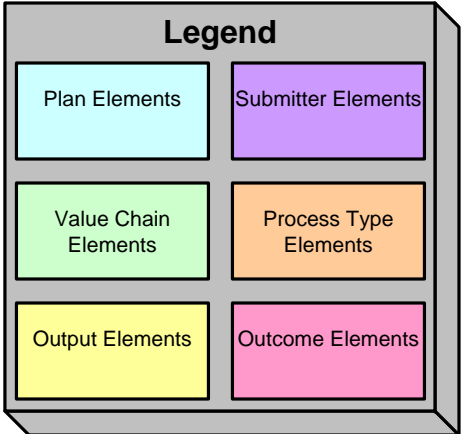 Legend
Plan Elements
Submitter Elements
Value Chain
Elements
Process Type
Elements
Output Elements
Outcome Elements